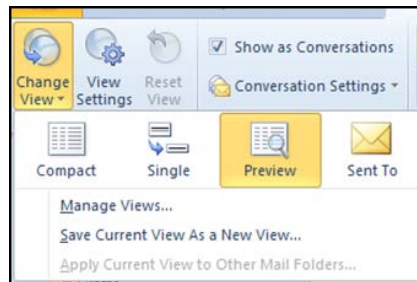 Change View
View Settings
Reset View
Show as Conversations
Conversation Settings
Compact
Single
Preview
Sent To
Manage Views...
Save Current View As a New View...
Apply Current View to Other Mail Folders...